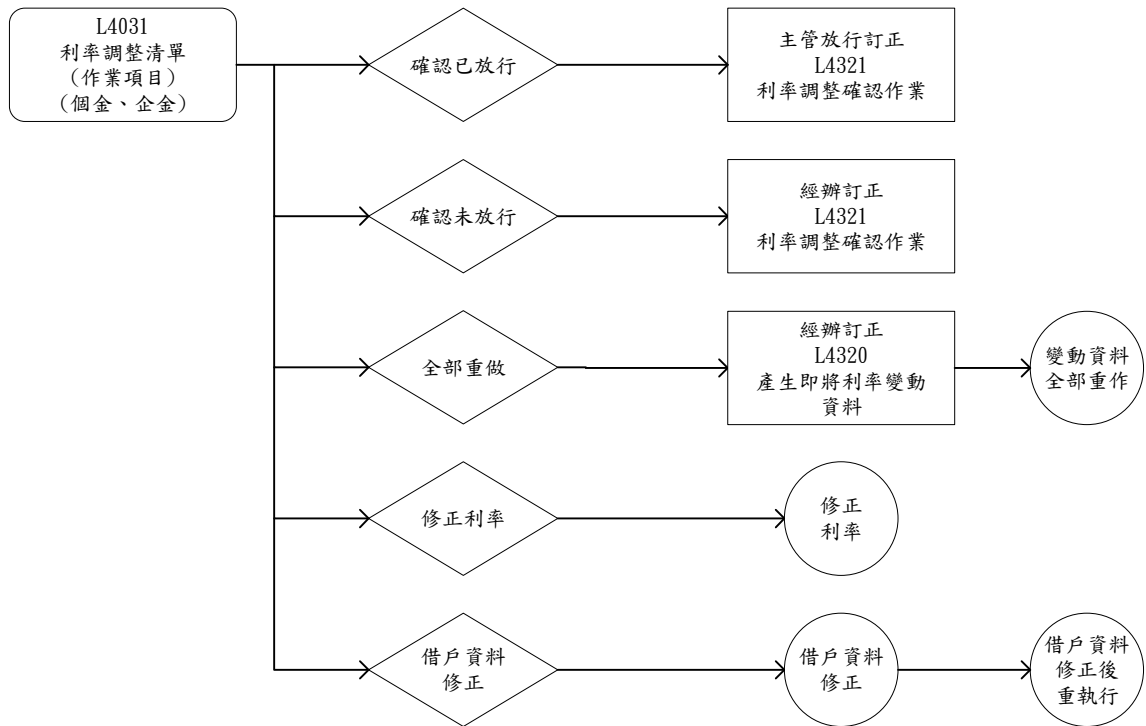 L4031
利率調整清單
(作業項目)
(個金、企金)
確認已放行
主管放行訂正
L4321
利率調整確認作業
確認未放行
經辦訂正
L4321
利率調整確認作業
全部重做
經辦訂正
L4320
產生即將利率變動
資料
變動資料
全部重作
修正利率
修正
利率
借戶資料
修正
借戶資料
修正
借戶資料
修正後
重執行